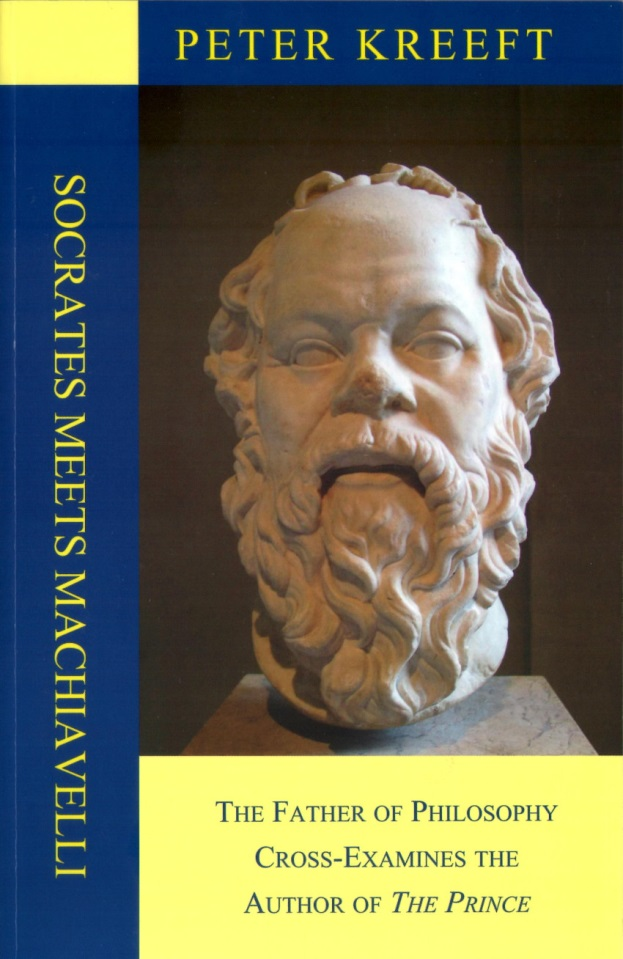 PETER KREEFT
SOCRATES MEETS MACHIAVELLI
THE FATHER OF PHILOSOPHY
CROSS-EXAMINES THE
AUTHOR OF THE PRINCE